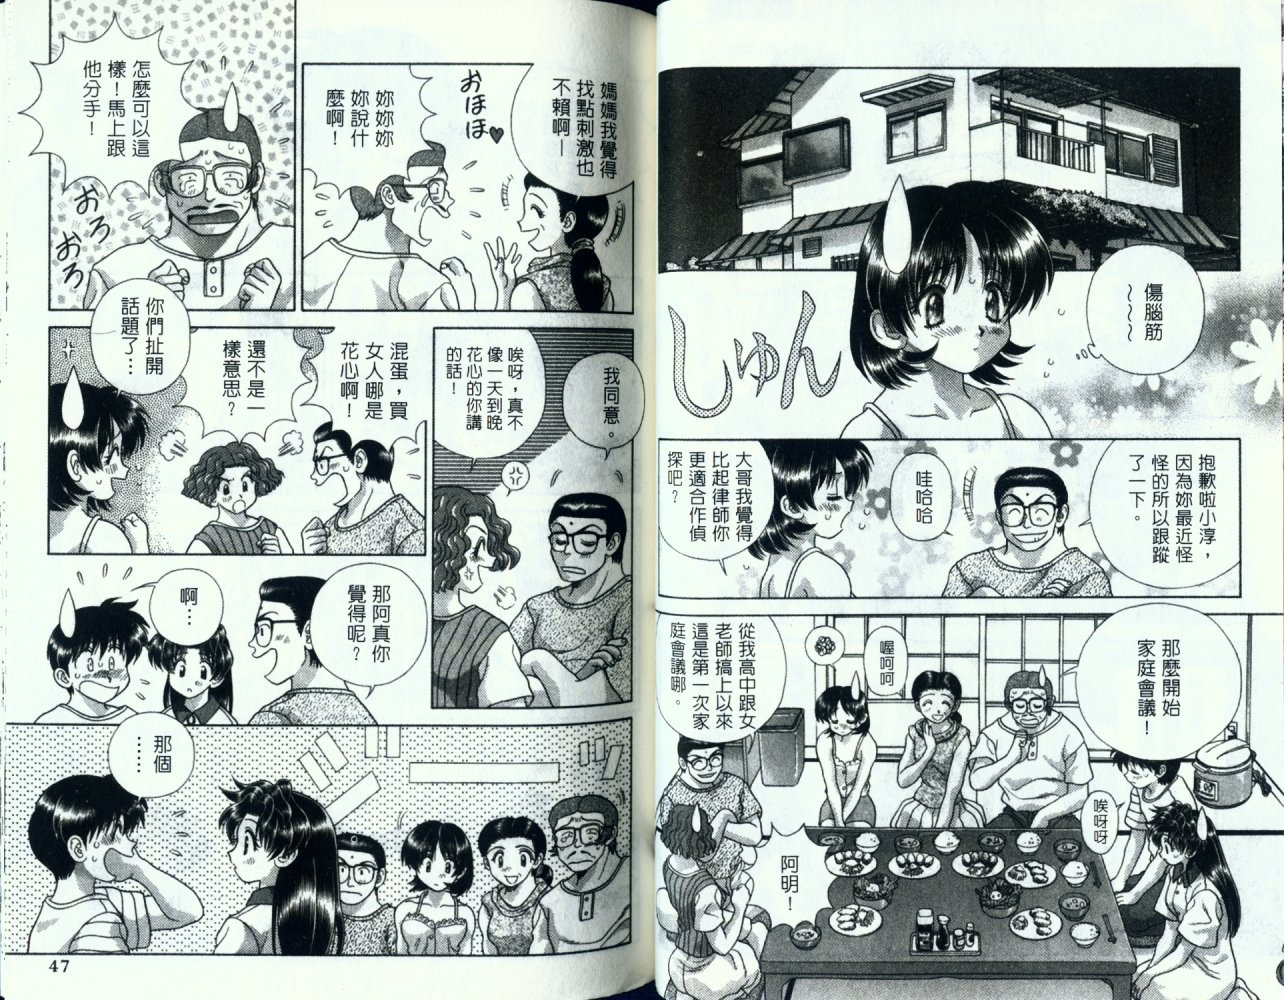 傷腦筋
～～～
しゅん
抱歉啦小淳，
因為妳最近怪
怪的所以跟蹤
了一下。
哇哈哈
大哥我覺得
比起律師你
更適合作偵
探吧？
那麼開始
家庭會議！
喔呵呵
從我高中跟女
老師搞上以來
這是第一次家
庭會議哪。
唉呀呀
阿明！
媽媽我覺得
找點刺激也
不賴啊—
おほほ♥
妳妳妳
妳說什
麼啊！
怎麼可以這
樣！馬上跟
他分手！
おろ
おろ
我同意。
唉呀，真不
像一天到晚
花心的你講
的話！
混蛋，買
女人哪是
花心啊！
還不是一
樣意思？
你們扯開
話題了…
那阿真你
覺得呢？
啊…
那個
……
47